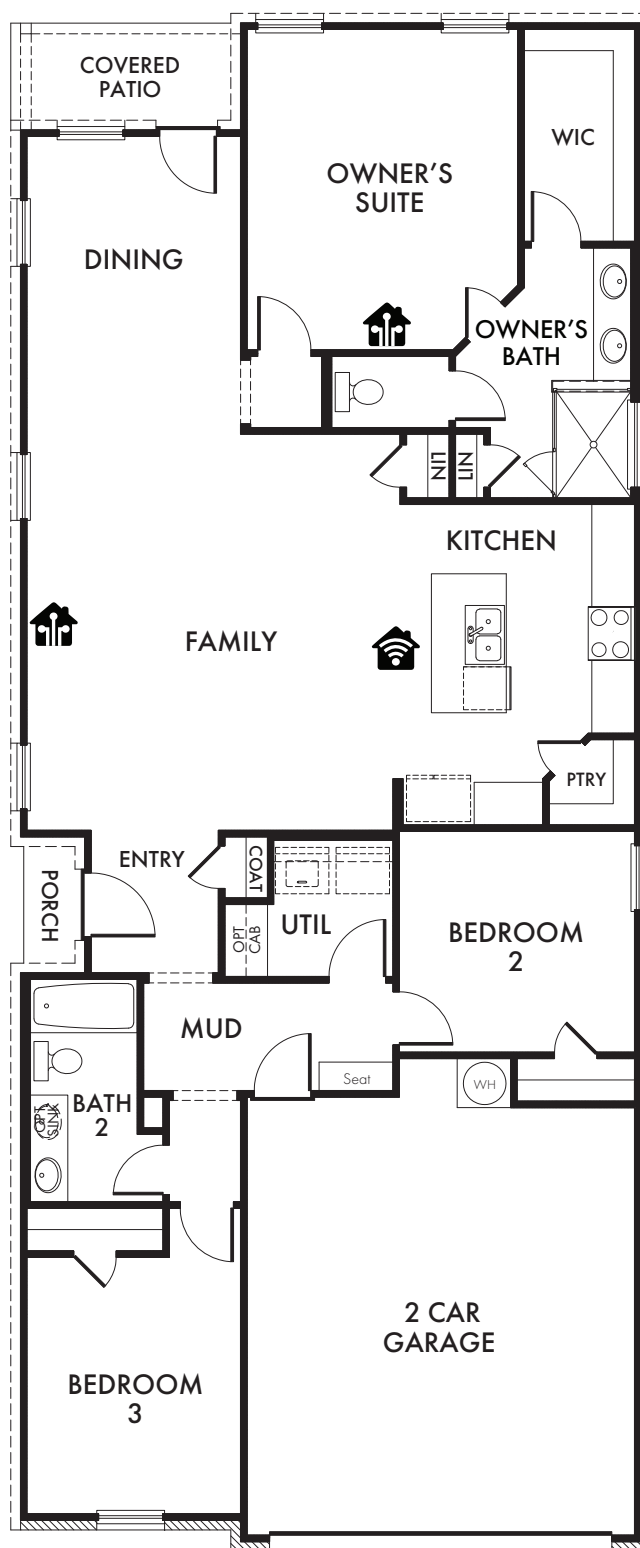 COVERED
PATIO
WIC
OWNER'S
SUITE
DINING
OWNER'S
BATH
LIN
LIN
KITCHEN
FAMILY
PTRY
ENTRY
COAT
PORCH
OPT
CAB
UTIL
BEDROOM
2
MUD
Seat
WH
BATH
2
OPT
SINK
2 CAR
GARAGE
BEDROOM
3